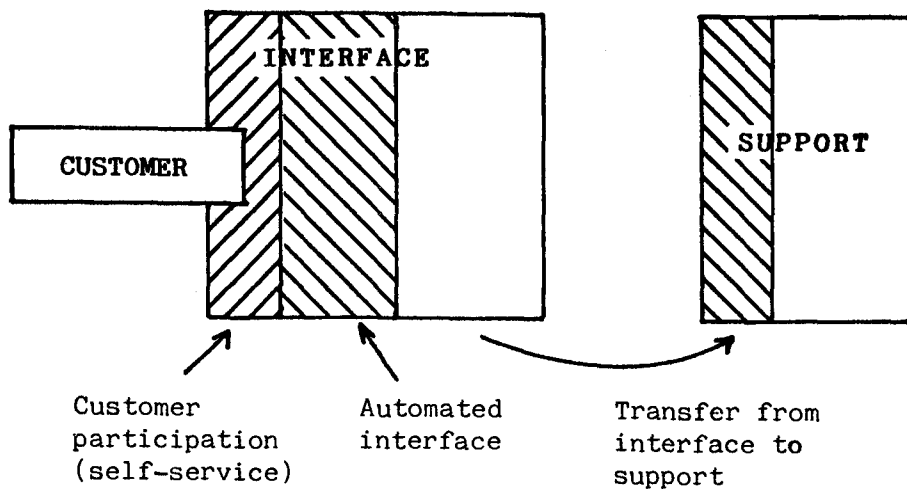 INTERFACE
CUSTOMER
SUPPORT
Customer
participation
(self-service)
Automated
interface
Transfer from
interface to
support